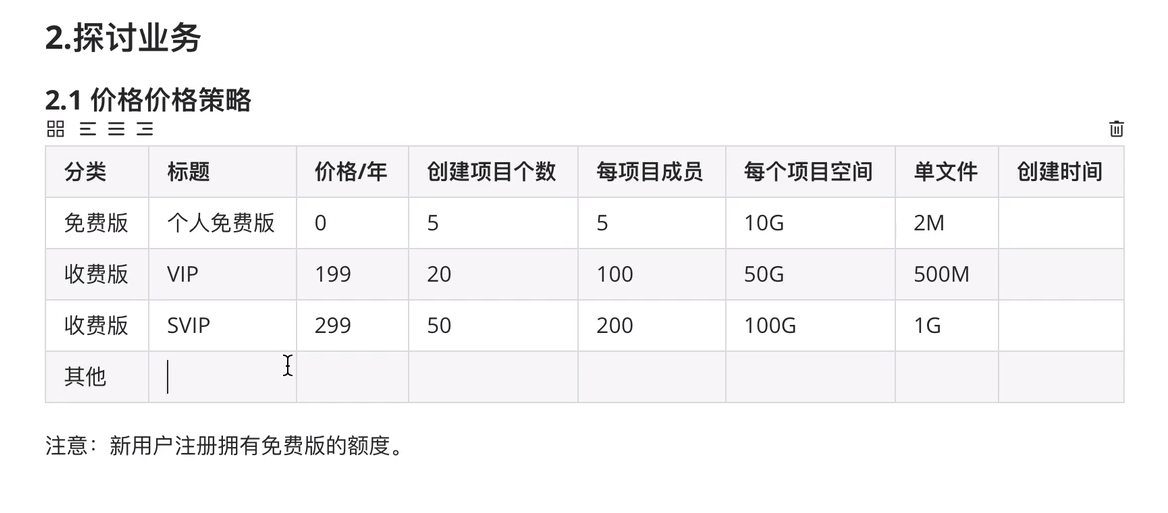 2.探讨业务
2.1 价格价格策略
分类 标题 价格/年 创建项目个数 每项目成员 每个项目空间 单文件 创建时间
免费版 个人免费版 0 5 5 10G 2M
收费版 VIP 199 20 100 50G 500M
收费版 SVIP 299 50 200 100G 1G
其他
注意：新用户注册拥有免费版的额度。